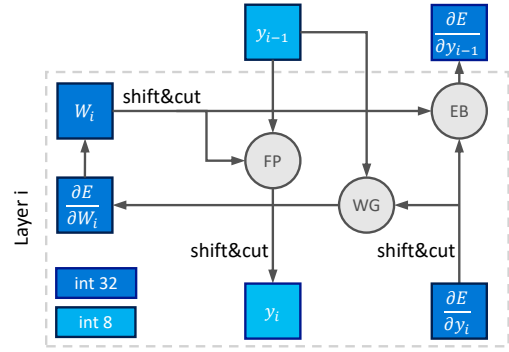 y_{i−1}
∂E
∂y_{i−1}
shift&cut
W_i
EB
FP
∂E
∂W_i
WG
Layer i
shift&cut
shift&cut
int 32
int 8
y_i
∂E
∂y_i